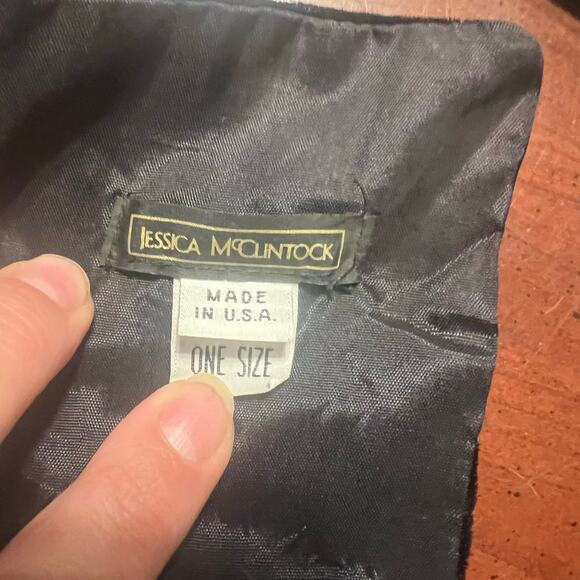 JESSICA McCLINTOCK
MADE
IN U.S.A.
ONE SIZE